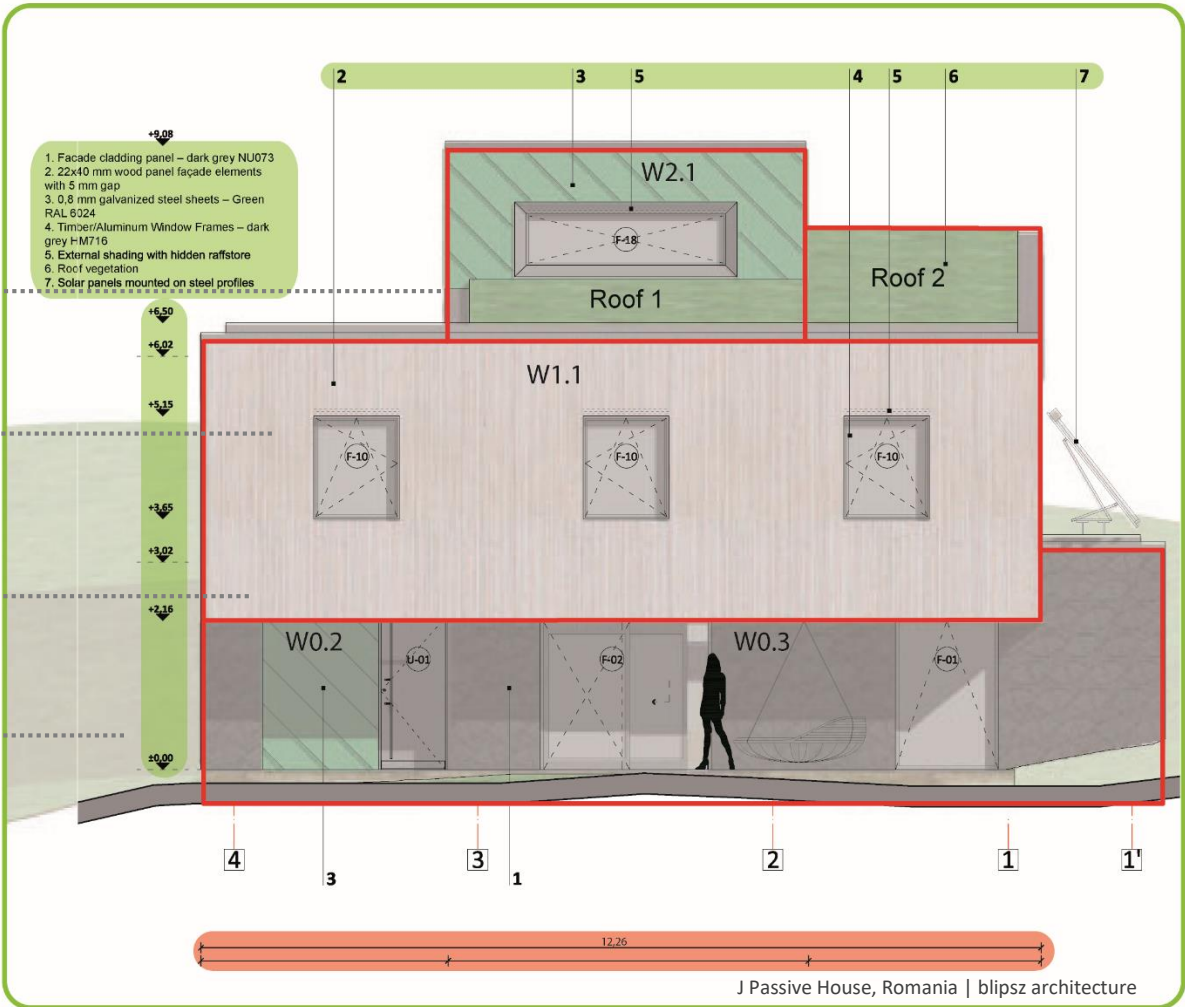 2 3 5 4 5 6 7
+9,08
1. Facade cladding panel – dark grey NU073
2. 22x40 mm wood panel façade elements
with 5 mm gap
3. 0,8 mm galvanized steel sheets – Green
RAL 6024
4. Timber/Aluminum Window Frames – dark
grey HM716
5. External shading with hidden raffstore
6. Roof vegetation
7. Solar panels mounted on steel profiles
W2.1
F-18
Roof 1
Roof 2
+6,50
+6,02
W1.1
+5,15
F-10 F-10 F-10
+3,65
+3,02
+2,16
W0.2
W0.3
U-01 F-02 F-01
±0,00
4 3 2 1 1'
3 1
12,26
J Passive House, Romania | blipsz architecture